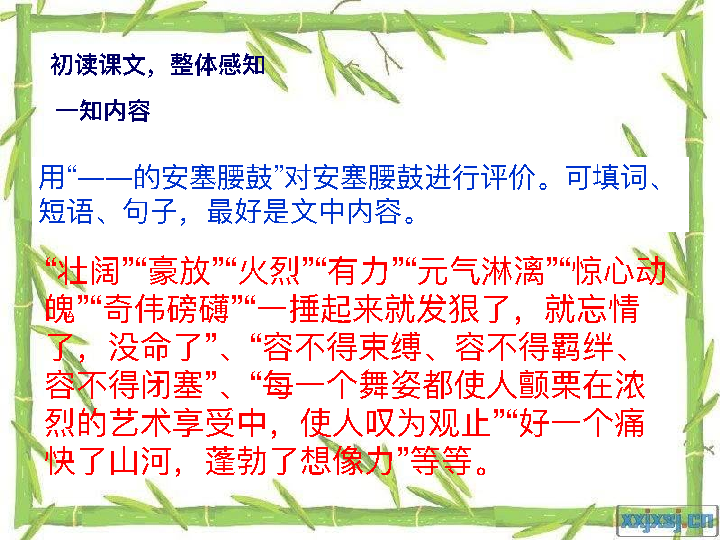 初读课文，整体感知
一知内容
用“——的安塞腰鼓”对安塞腰鼓进行评价。可填词、
短语、句子，最好是文中内容。
“壮阔”“豪放”“火烈”“有力”“元气淋漓”“惊心动
魄”“奇伟磅礴”“一捶起来就发狠了，就忘情
了，没命了”、“容不得束缚、容不得羁绊、
容不得闭塞”、“每一个舞姿都使人颤栗在浓
烈的艺术享受中，使人叹为观止”“好一个痛
快了山河，蓬勃了想像力”等等。
xxjxsj.cn